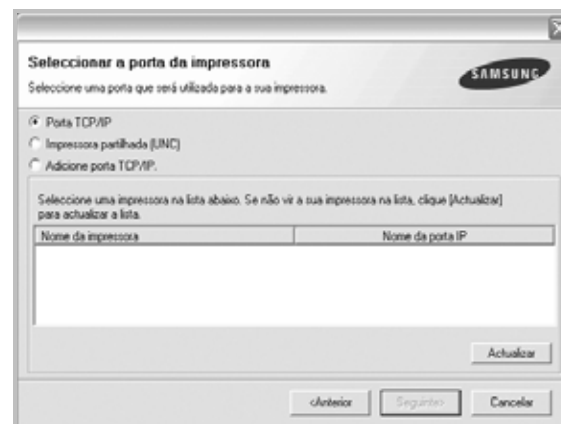 Seleccionar a porta da impressora
Seleccione uma porta que será utilizada para a sua impressora.
SAMSUNG
Porta TCP/IP
Impressora partilhada (UNC)
Adicione porta TCP/IP.
Seleccione uma impressora na lista abaixo. Se não vir a sua impressora na lista, clique [Actualizar]
para actualizar a lista.
Nome da impressora Nome da porta IP
Actualizar
<Anterior Seguinte> Cancelar